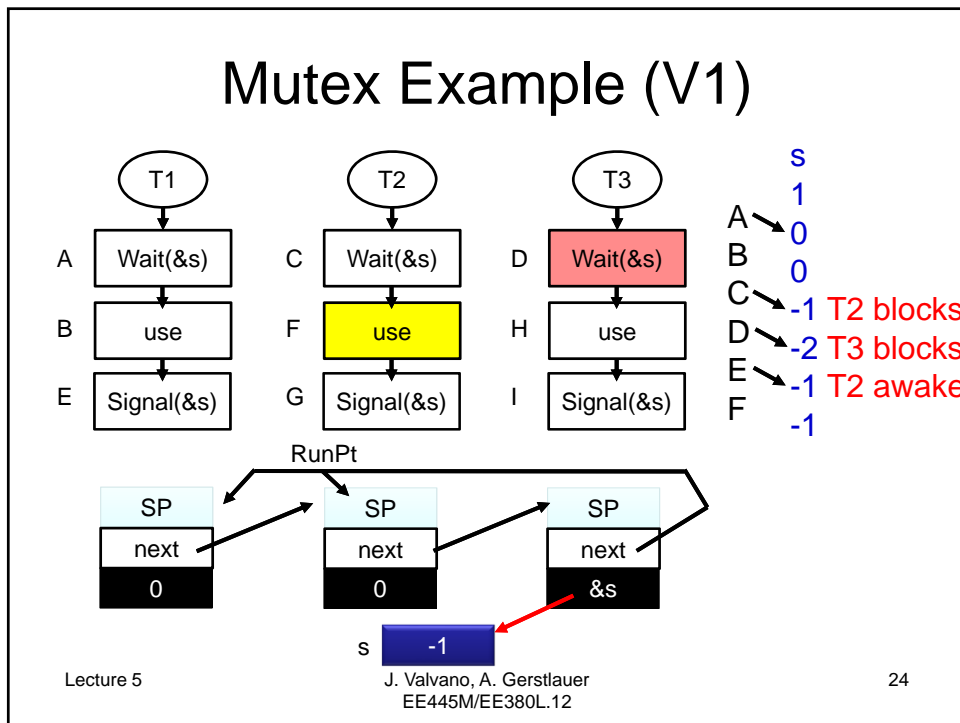 Mutex Example (V1)
T1
T2
T3
A
Wait(&s)
C
Wait(&s)
D
Wait(&s)
B
use
F
use
H
use
E
Signal(&s)
G
Signal(&s)
I
Signal(&s)
s
1
A
0
B
0
C
-1 T2 blocks
D
-2 T3 blocks
E
-1 T2 awake
F
-1
RunPt
SP
SP
SP
next
next
next
0
0
&s
s
-1
Lecture 5
J. Valvano, A. Gerstlauer
EE445M/EE380L.12
24